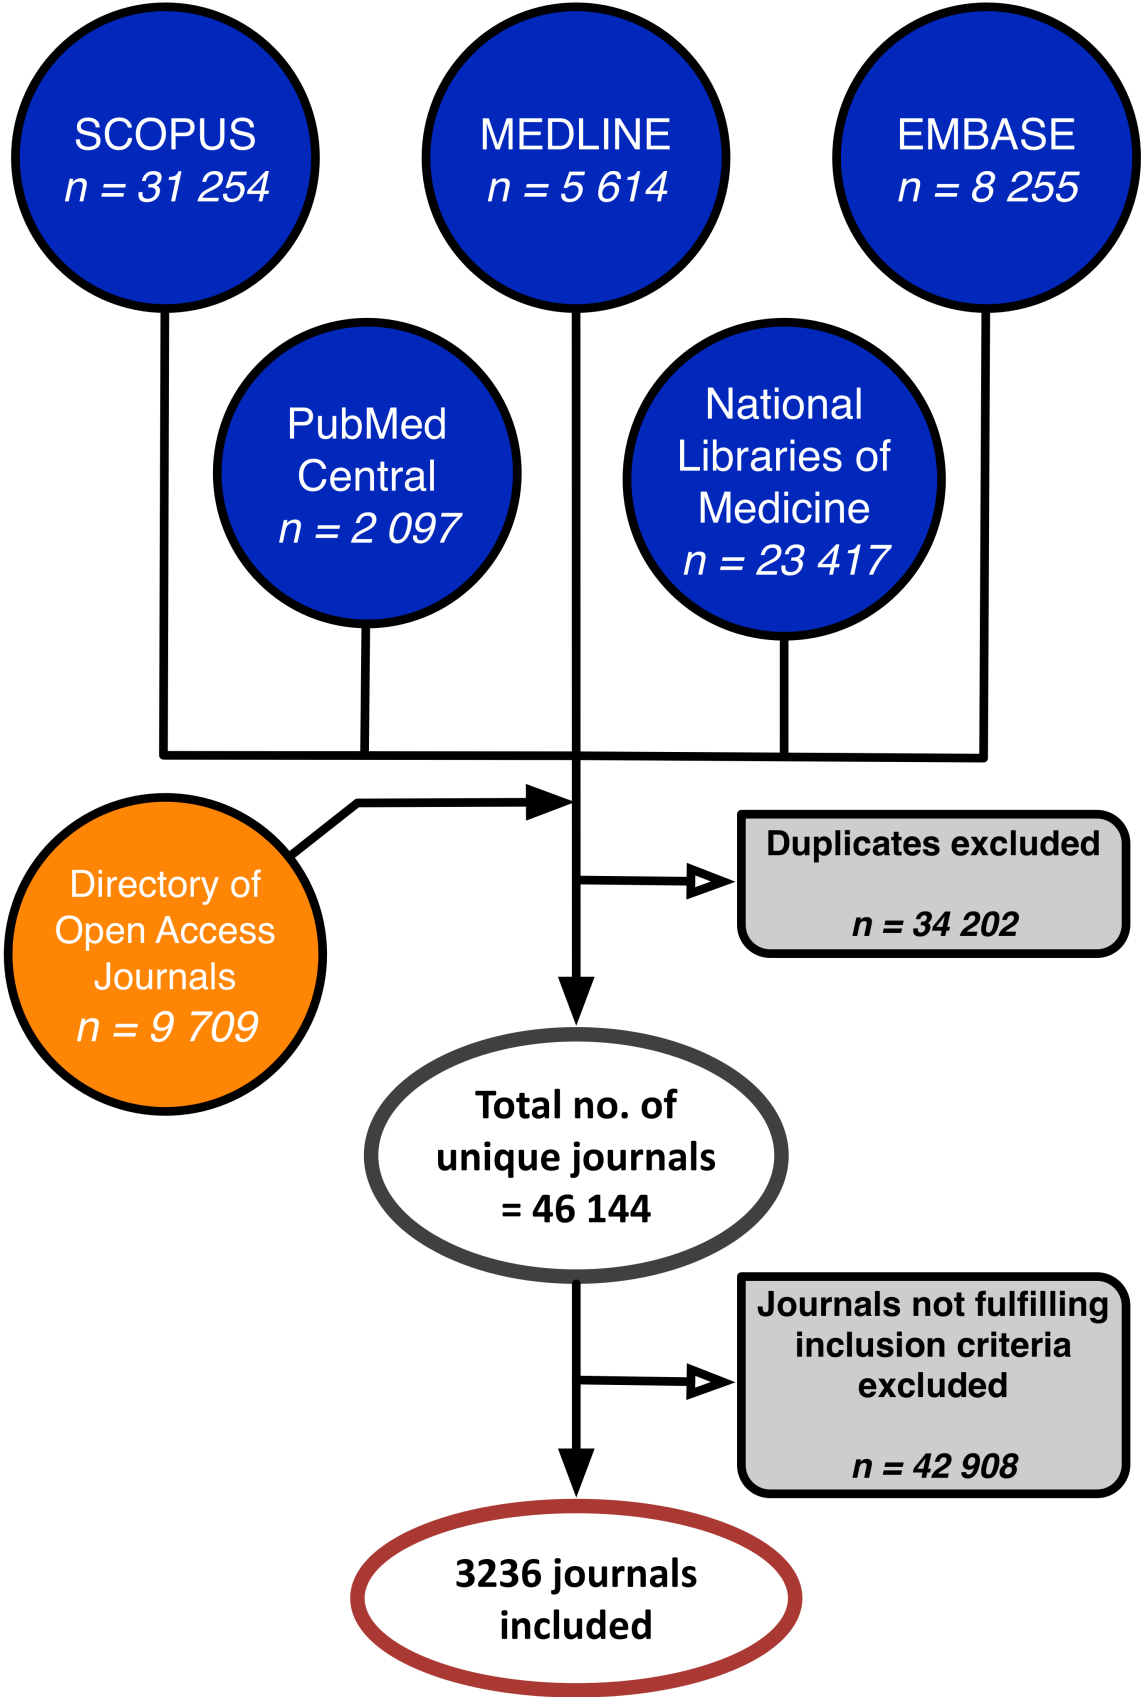 SCOPUS
n = 31 254
MEDLINE
n = 5 614
EMBASE
n = 8 255
PubMed
Central
n = 2 097
National
Libraries of
Medicine
n = 23 417
Directory of
Open Access
Journals
n = 9 709
Duplicates excluded
n = 34 202
Total no. of
unique journals
= 46 144
Journals not fulfilling
inclusion criteria
excluded
n = 42 908
3236 journals
included